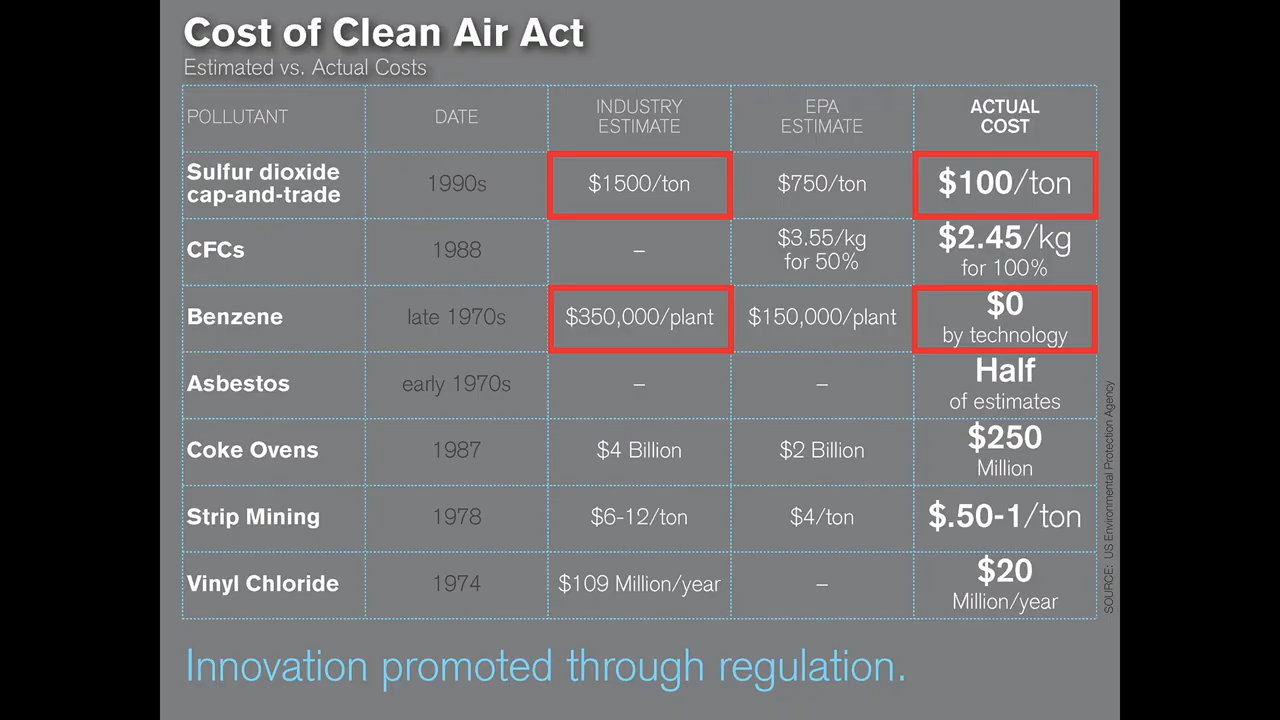 Cost of Clean Air Act
Estimated vs. Actual Costs
POLLUTANT
DATE
INDUSTRY
ESTIMATE
EPA
ESTIMATE
ACTUAL
COST
Sulfur dioxide
cap-and-trade
1990s
$1500/ton
$750/ton
$100/ton
CFCs
1988
–
$3.55/kg
for 50%
$2.45/kg
for 100%
Benzene
late 1970s
$350,000/plant
$150,000/plant
$0
by technology
Asbestos
early 1970s
–
–
Half
of estimates
Coke Ovens
1987
$4 Billion
$2 Billion
$250
Million
Strip Mining
1978
$6-12/ton
$4/ton
$.50-1/ton
Vinyl Chloride
1974
$109 Million/year
–
$20
Million/year
SOURCE: US Environmental Protection Agency
Innovation promoted through regulation.